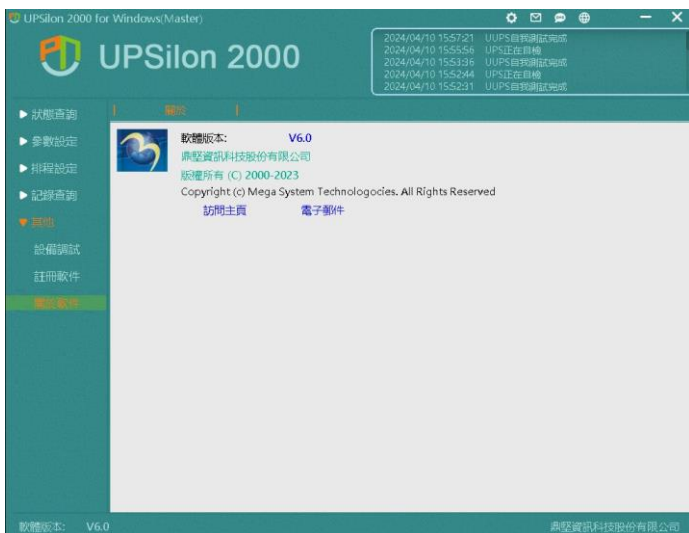 UPSilon 2000 for Windows(Master)
UPSilon 2000
2024/04/10 15:57:21 UUPS自我測試完成
2024/04/10 15:55:56 UPS正在自檢
2024/04/10 15:53:36 UUPS自我測試完成
2024/04/10 15:52:44 UPS正在自檢
2024/04/10 15:52:31 UUPS自我測試完成
狀態查詢
參數設定
排程設定
記錄查詢
其他
設備調試
註冊軟件
關於軟件
關於
軟體版本: V6.0
鼎堅資訊科技股份有限公司
版權所有 (C) 2000-2023
Copyright (c) Mega System Technologocies. All Rights Reserved
訪問主頁 電子郵件
軟體版本: V6.0
鼎堅資訊科技股份有限公司